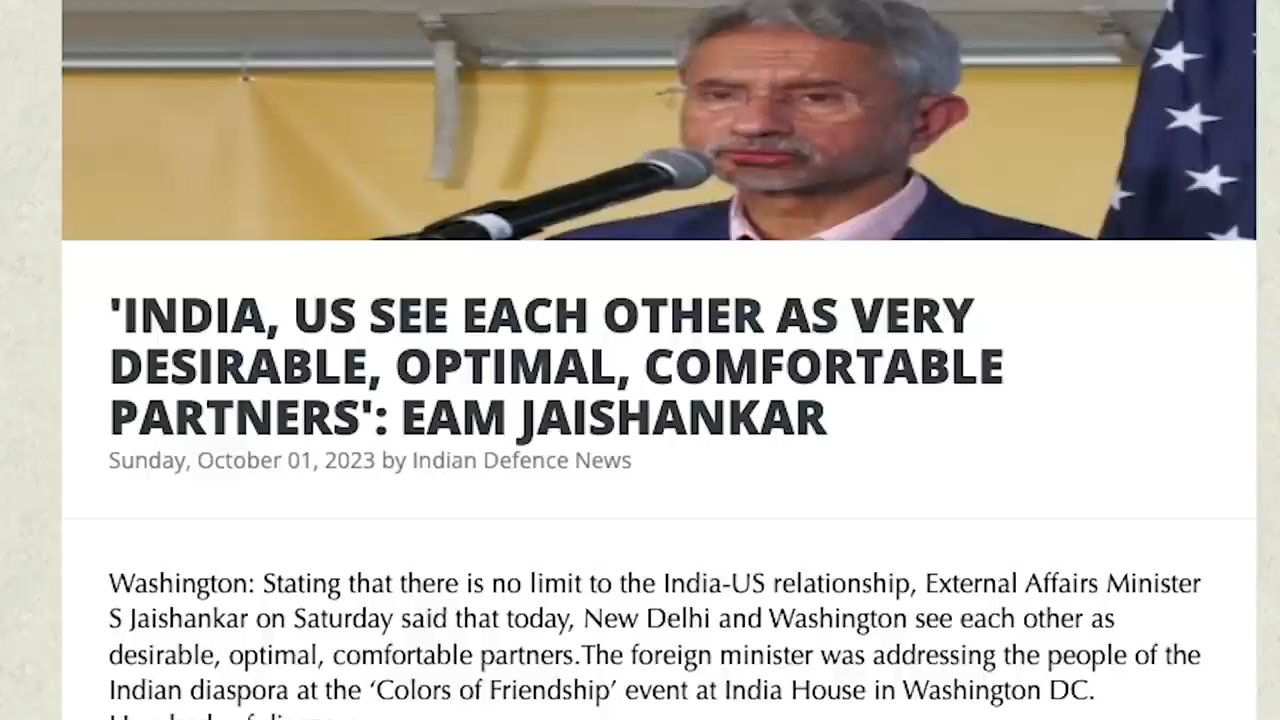 'INDIA, US SEE EACH OTHER AS VERY
DESIRABLE, OPTIMAL, COMFORTABLE
PARTNERS': EAM JAISHANKAR
Sunday, October 01, 2023 by Indian Defence News
Washington: Stating that there is no limit to the India-US relationship, External Affairs Minister
S Jaishankar on Saturday said that today, New Delhi and Washington see each other as
desirable, optimal, comfortable partners.The foreign minister was addressing the people of the
Indian diaspora at the ‘Colors of Friendship’ event at India House in Washington DC.